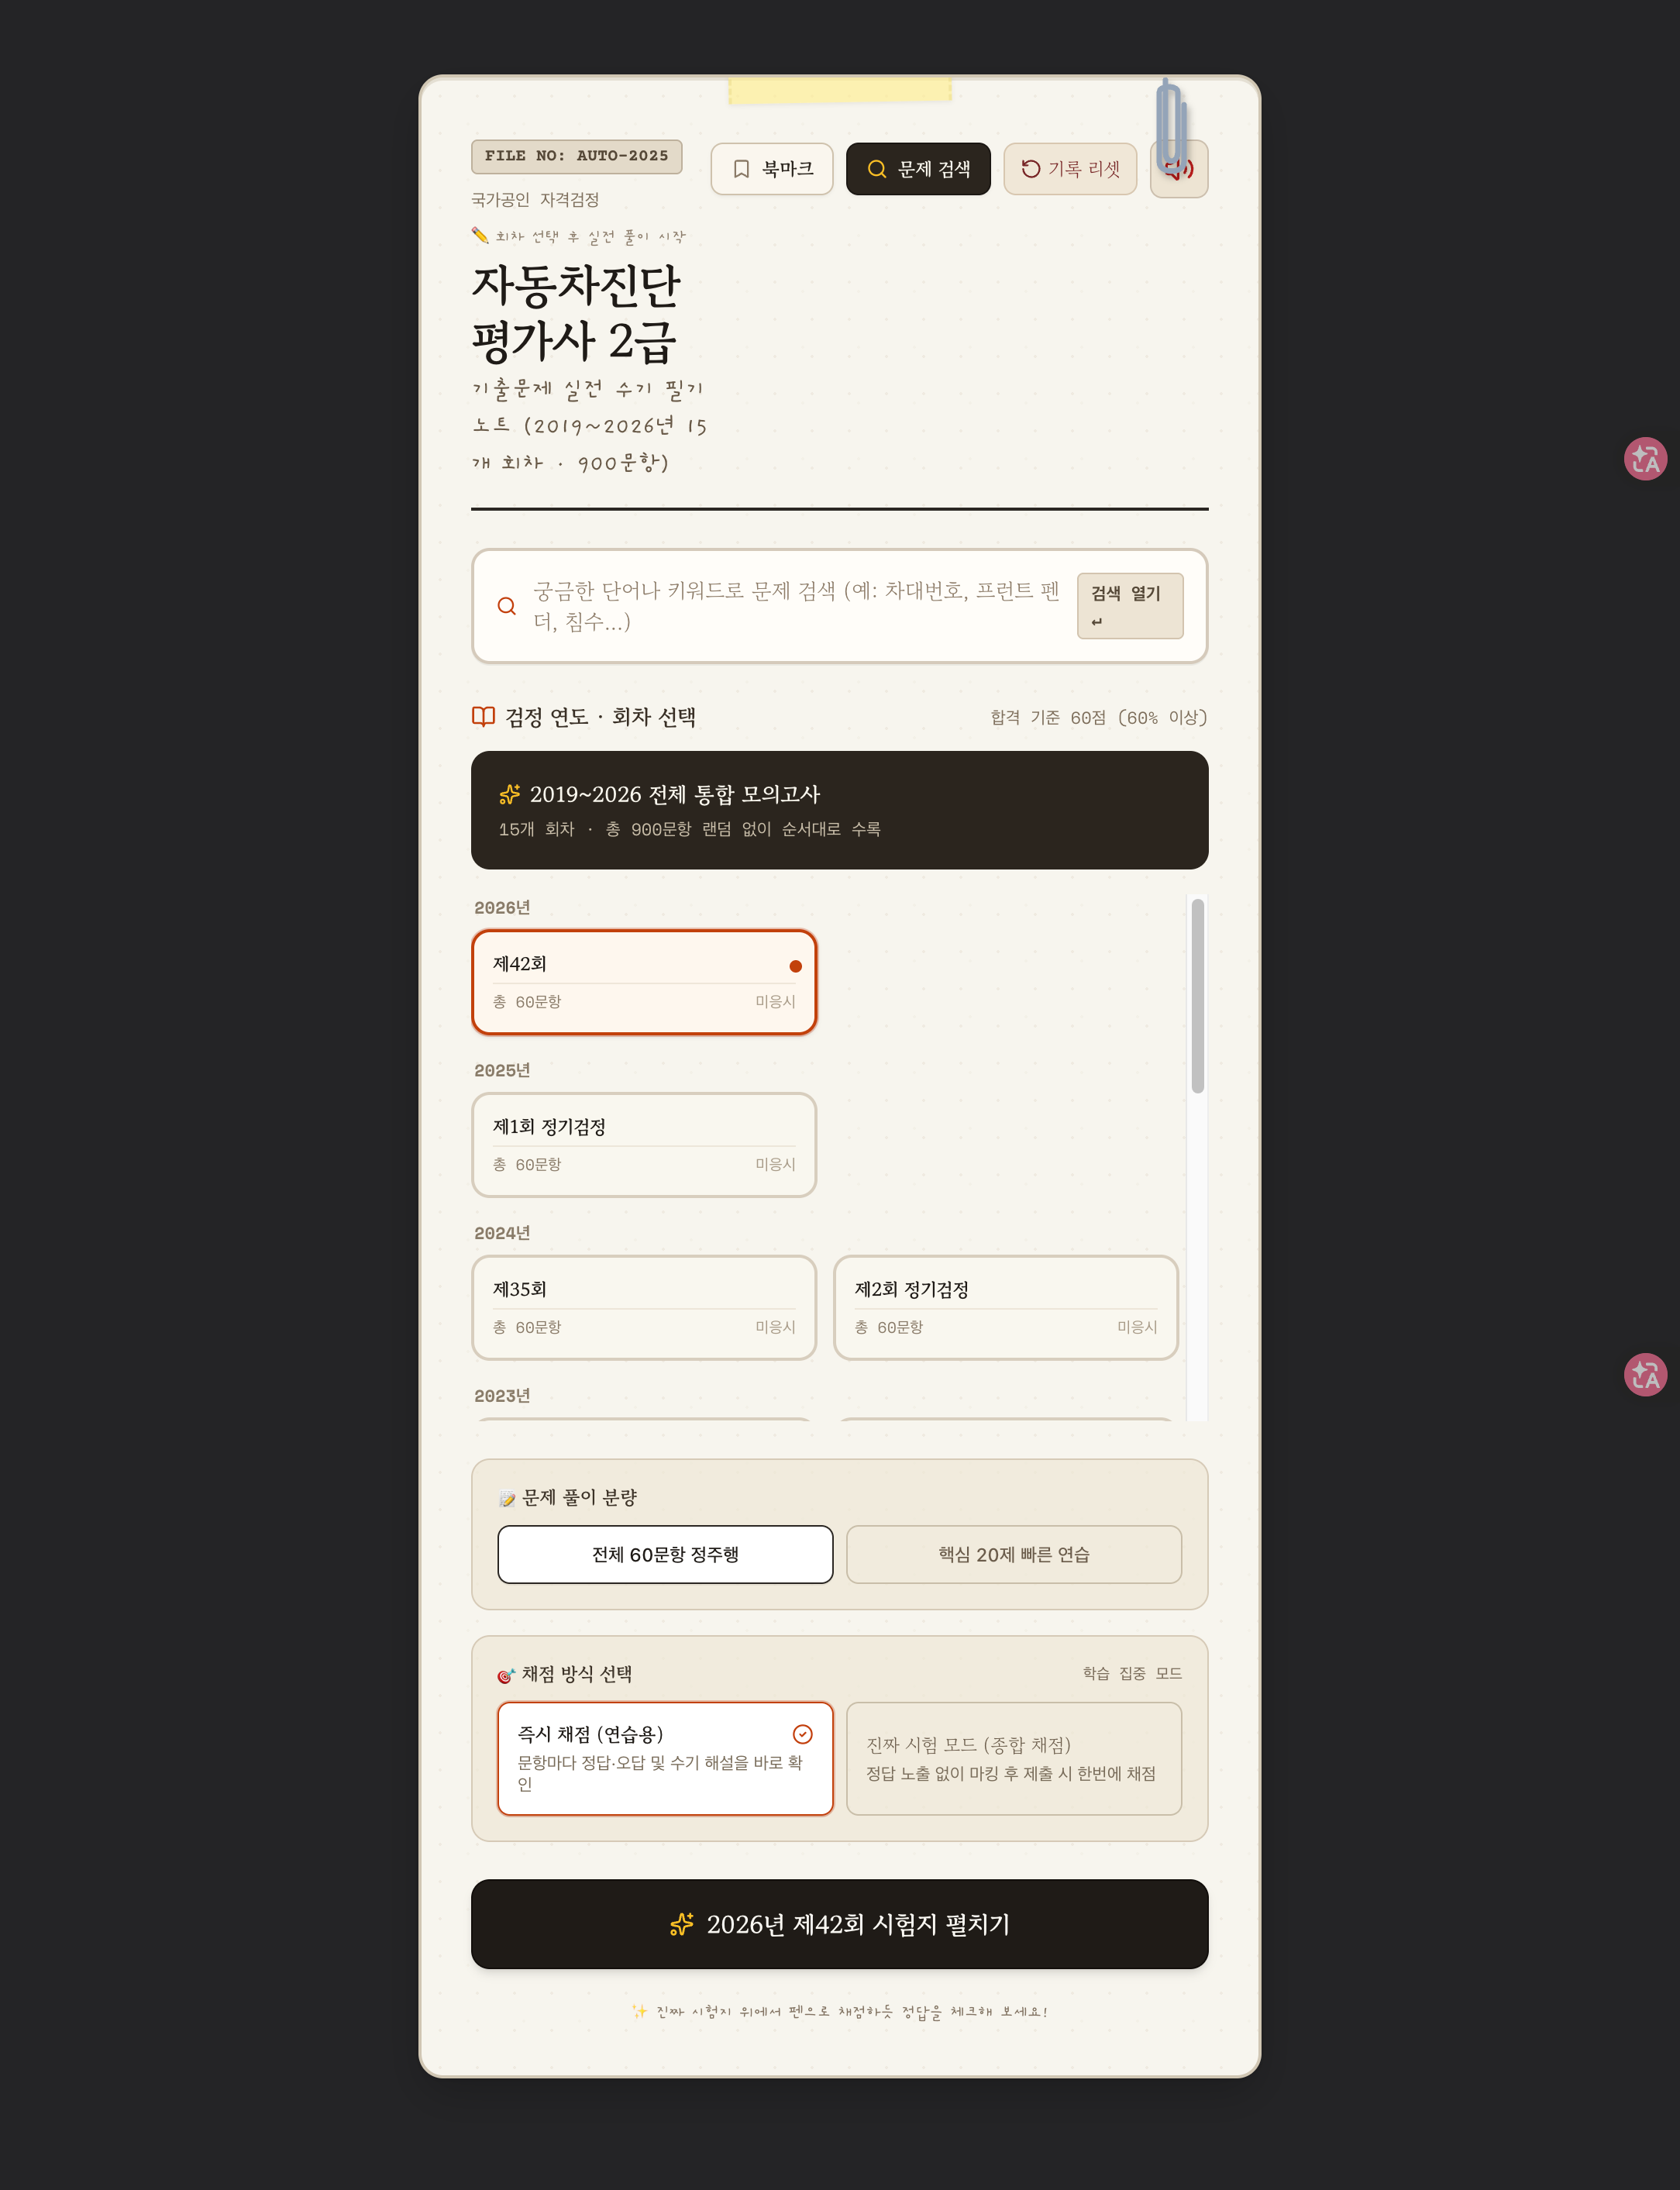 FILE NO: AUTO-2025
북마크
문제 검색
기록 리셋
국가공인 자격검정
✏️ 회차 선택 후 실전 풀이 시작
자동차진단
평가사 2급
기출문제 실전 수기 필기
노트 (2019~2026년 15
개 회차 · 900문항)
궁금한 단어나 키워드로 문제 검색 (예: 차대번호, 프런트 펜
더, 침수...)
검색 열기
↵
검정 연도 · 회차 선택
합격 기준 60점 (60% 이상)
2019~2026 전체 통합 모의고사
15개 회차 · 총 900문항 랜덤 없이 순서대로 수록
2026년
제42회
총 60문항 미응시
2025년
제1회 정기검정
총 60문항 미응시
2024년
제35회
총 60문항 미응시
제2회 정기검정
총 60문항 미응시
2023년
📝 문제 풀이 분량
전체 60문항 정주행
핵심 20제 빠른 연습
🎯 채점 방식 선택
학습 집중 모드
즉시 채점 (연습용)
문항마다 정답·오답 및 수기 해설을 바로 확
인
진짜 시험 모드 (종합 채점)
정답 노출 없이 마킹 후 제출 시 한번에 채점
2026년 제42회 시험지 펼치기
✨ 진짜 시험지 위에서 펜으로 채점하듯 정답을 체크해 보세요!